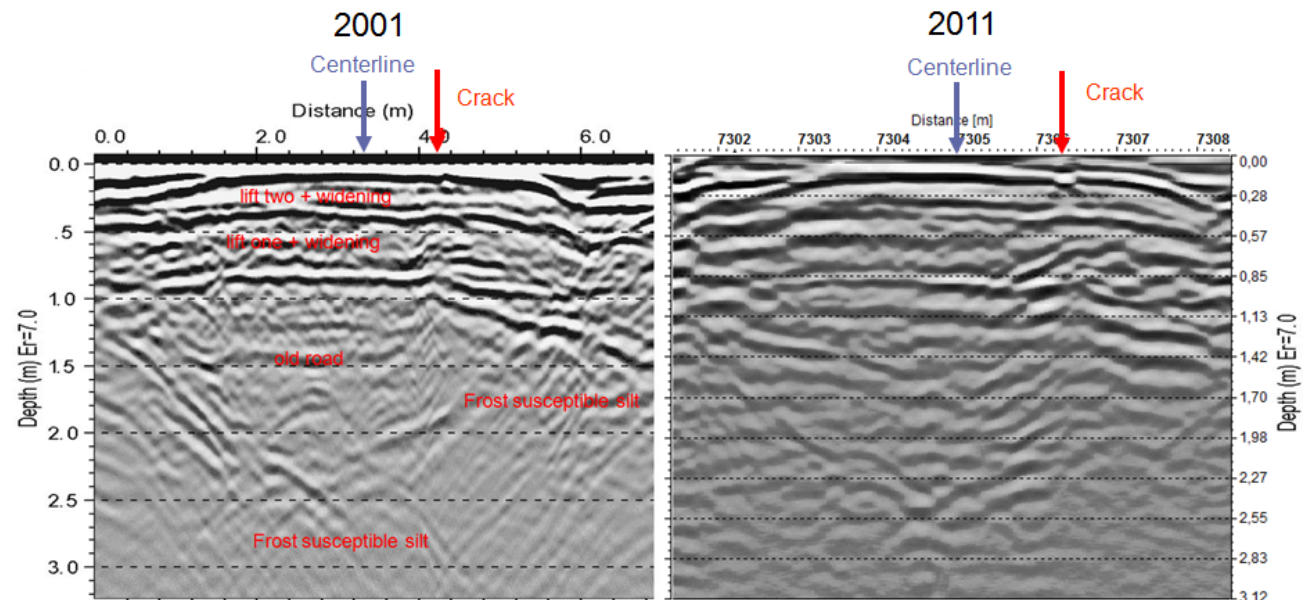 2001
Centerline
Crack
Distance (m)
0.0 2.0 4.0 6.0
0.0
.5
1.0
1.5
2.0
2.5
3.0
Depth (m) Er=7.0
lift two + widening
lift one + widening
old road
Frost susceptible silt
Frost susceptible silt
2011
Centerline
Crack
Distance [m]
7302 7303 7304 7305 7306 7307 7308
0,00
0,28
0,57
0,85
1,13
1,42
1,70
1,98
2,27
2,55
2,83
3,12
Depth (m) Er=7.0